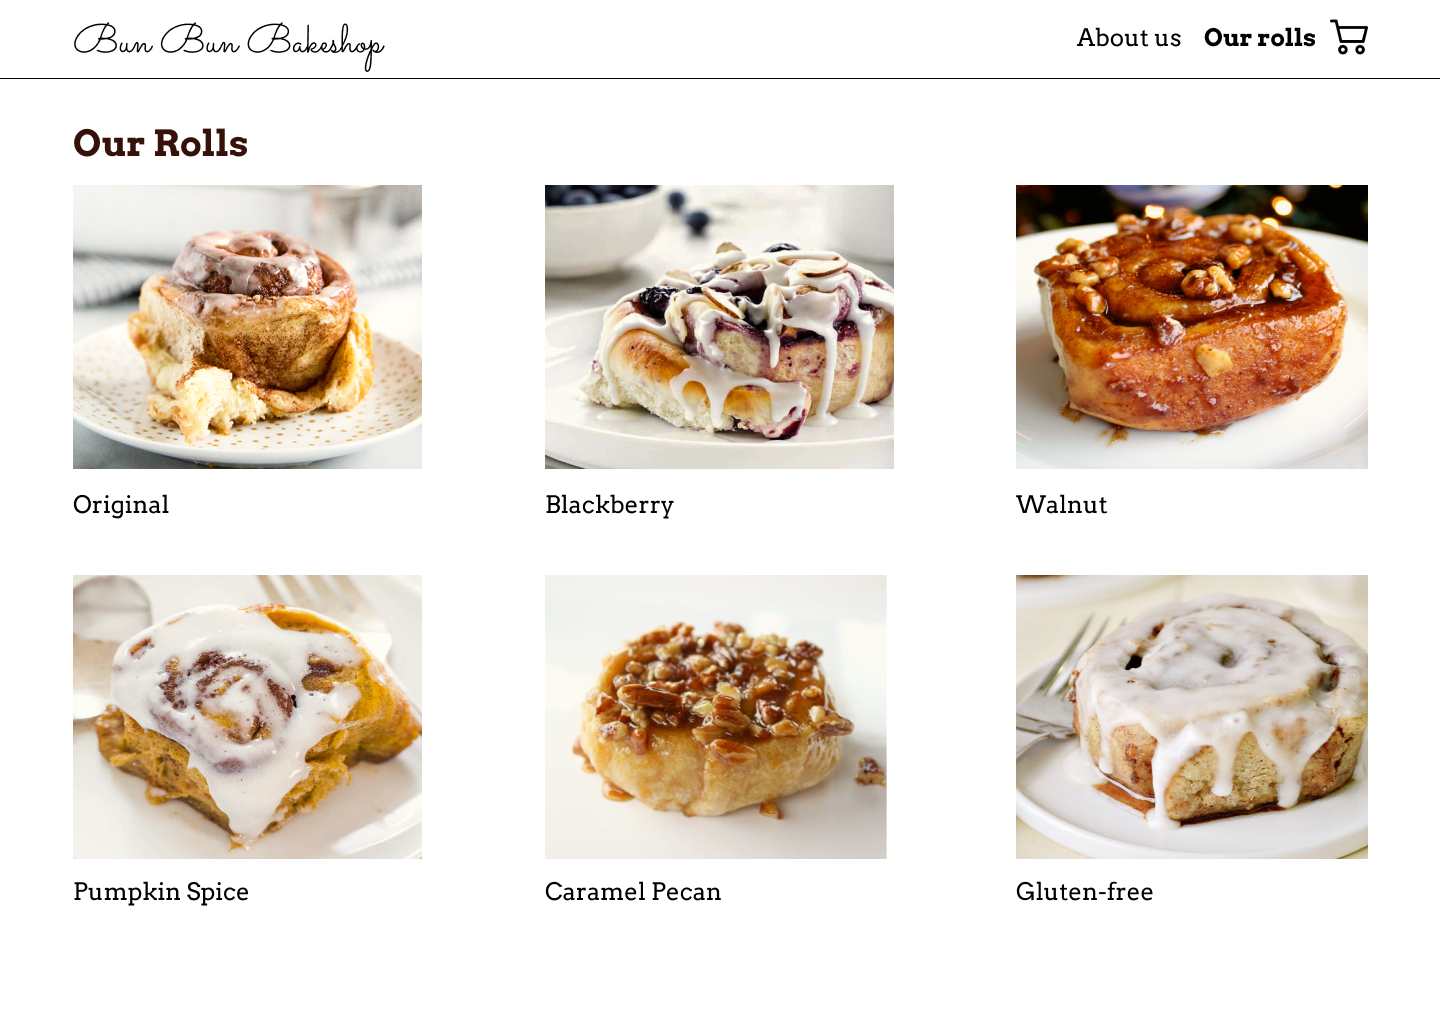 Bun Bun Bakeshop
About us Our rolls
Our Rolls
Original
Blackberry
Walnut
Pumpkin Spice
Caramel Pecan
Gluten-free